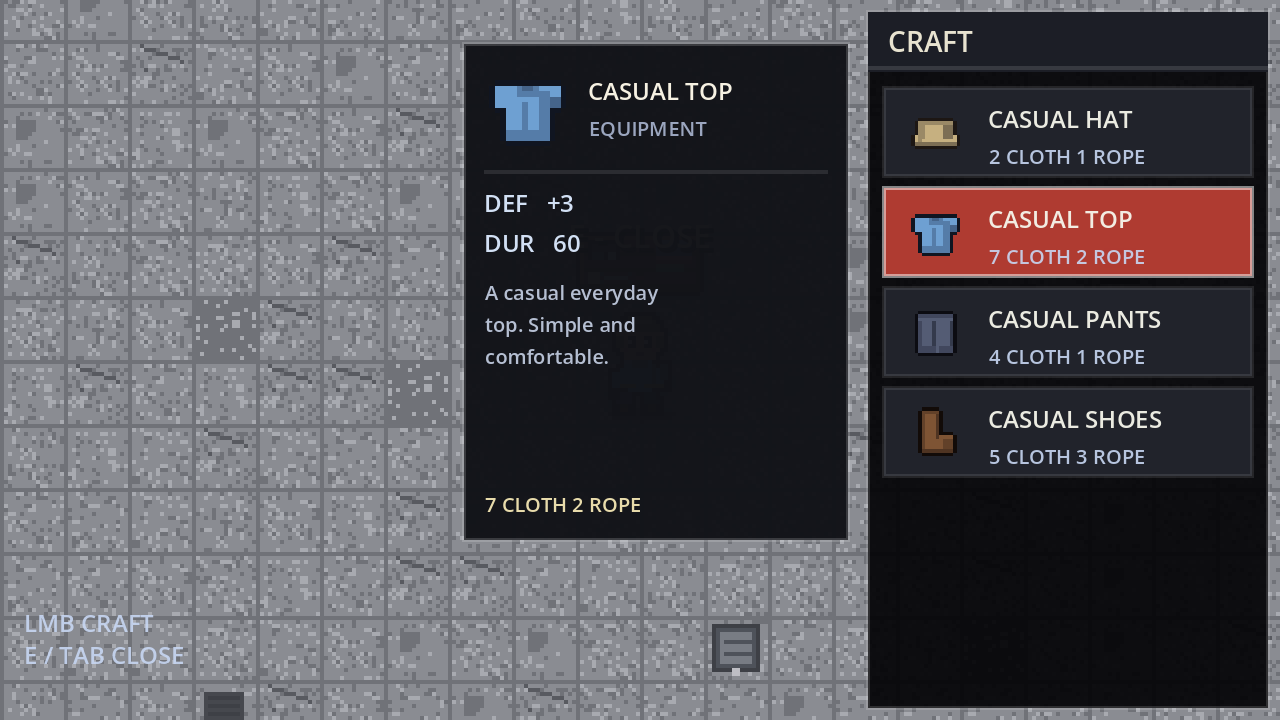 CRAFT
CASUAL HAT
2 CLOTH 1 ROPE
CASUAL TOP
7 CLOTH 2 ROPE
CASUAL PANTS
4 CLOTH 1 ROPE
CASUAL SHOES
5 CLOTH 3 ROPE
CASUAL TOP
EQUIPMENT
DEF +3
DUR 60
CLOSE
A casual everyday
top. Simple and
comfortable.
7 CLOTH 2 ROPE
LMB CRAFT
E / TAB CLOSE